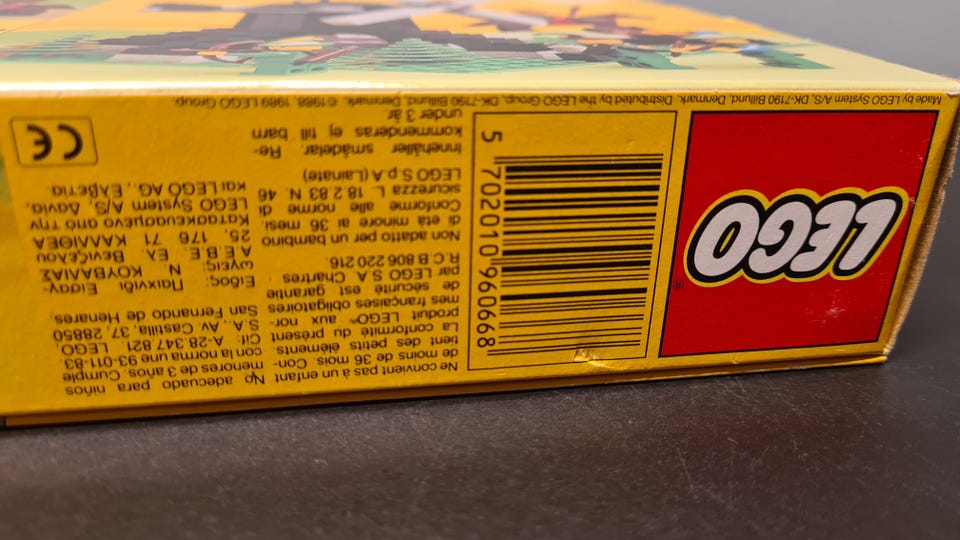 LEGO
®
5 702010 960668
Ne convient pas à un enfant
de moins de 36 mois. Con-
tient des petits éléments.
La conformité du présent
produit LEGO® aux nor-
mes françaises obligatoires
de sécurité est garantie
par LEGO S.A. Chartres
R.C B 806 220 216.
Non adatto per un bambino
di età minore ai 36 mesi
Conforme alle norme di
sicurezza L. 18.2.83 N. 46
LEGO S p A (Lainate)
Innehåller smådelar. Re-
kommenderas ej till barn
under 3 år.
No adecuado para niños
menores de 3 años. Cumple
con la norma une 93-011-83.
Cif: A-28.347.821. LEGO
S.A., Av. Castilla, 37, 28850
San Fernando de Henares.
Είδος: Παιχνίδι Εισαγ-
ωγείς: Ν. ΚΟΥΒΑΛΙΑΣ
Α.Ε.Β.Ε. Ελ. Βενιζέλου
25, 176 71 ΚΑΛΛΙΘΕΑ
Κατασκευασμένο από την
LEGO System A/S, Δανία,
και LEGO AG., Ελβετία.
CE
Made by LEGO System A/S, DK-7190 Billund, Denmark. Distributed by the LEGO Group, DK-7190 Billund, Denmark. © 1988, 1989 LEGO Group.